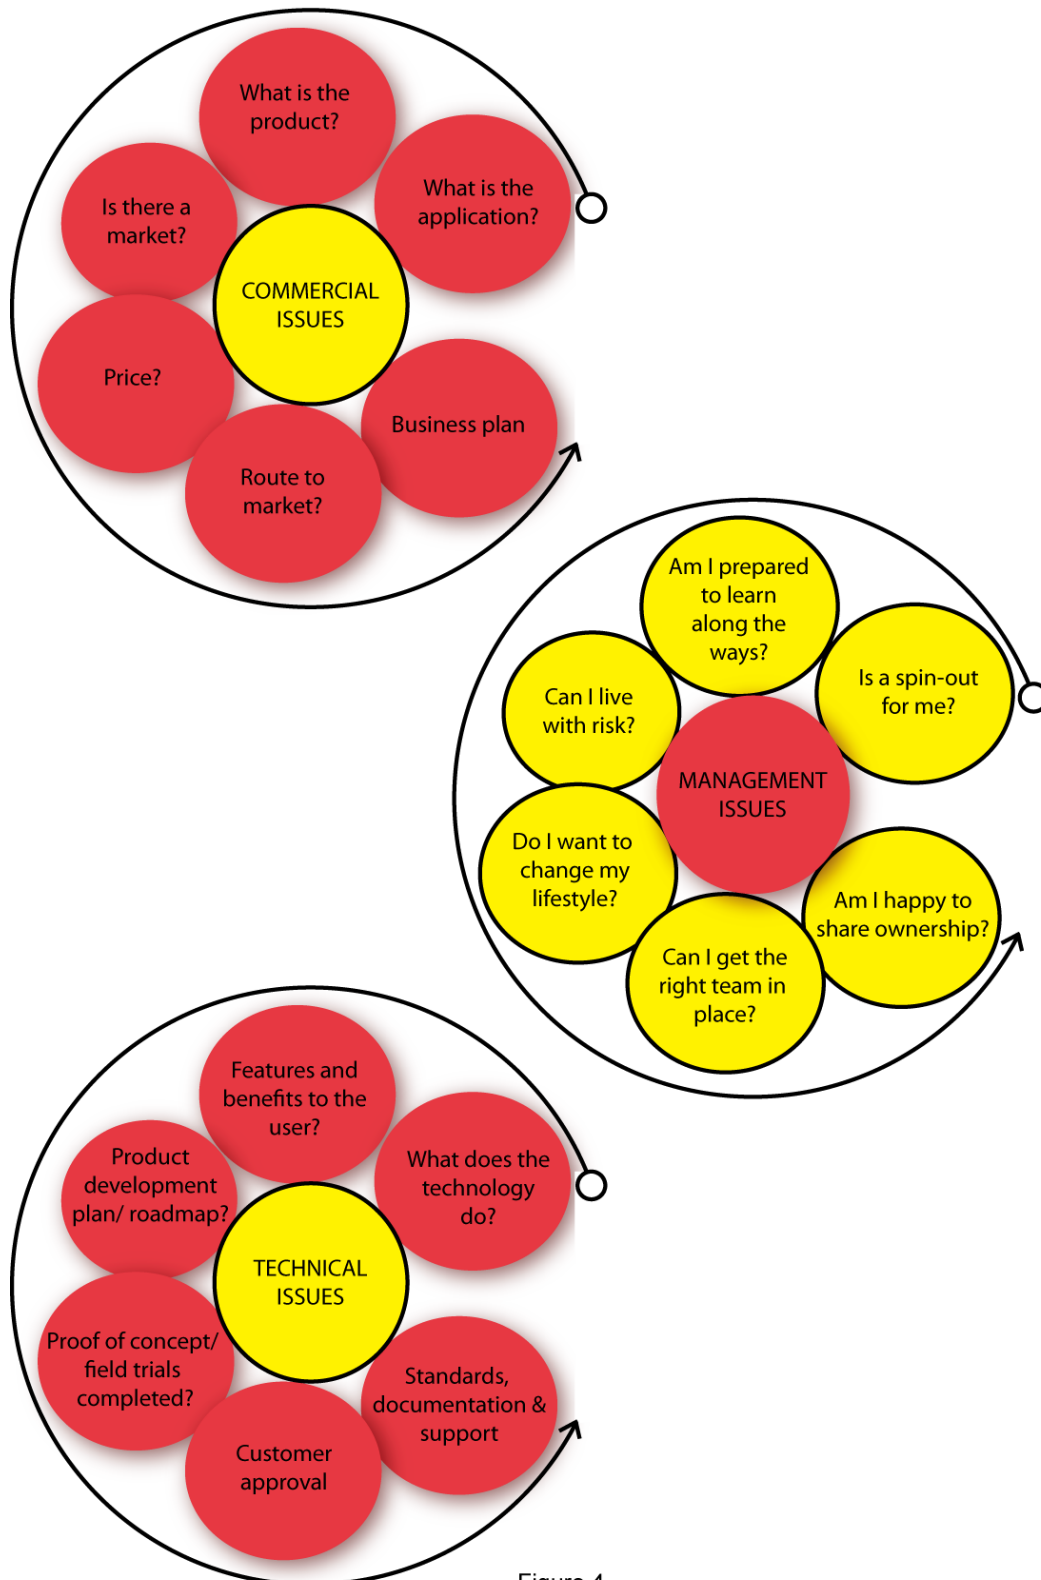 What is the
product?
What is the
application?
Is there a
market?
COMMERCIAL
ISSUES
Price?
Business plan
Route to
market?
Am I prepared
to learn
along the
ways?
Is a spin-out
for me?
Can I live
with risk?
MANAGEMENT
ISSUES
Do I want to
change my
lifestyle?
Am I happy to
share ownership?
Can I get the
right team in
place?
Features and
benefits to the
user?
What does the
technology
do?
Product
development
plan/ roadmap?
TECHNICAL
ISSUES
Proof of concept/
field trials
completed?
Standards,
documentation &
support
Customer
approval
Figure 4